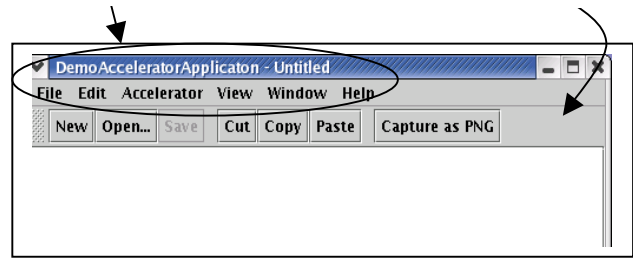 DemoAcceleratorApplicaton - Untitled
File Edit Accelerator View Window Help
New Open... Save Cut Copy Paste Capture as PNG